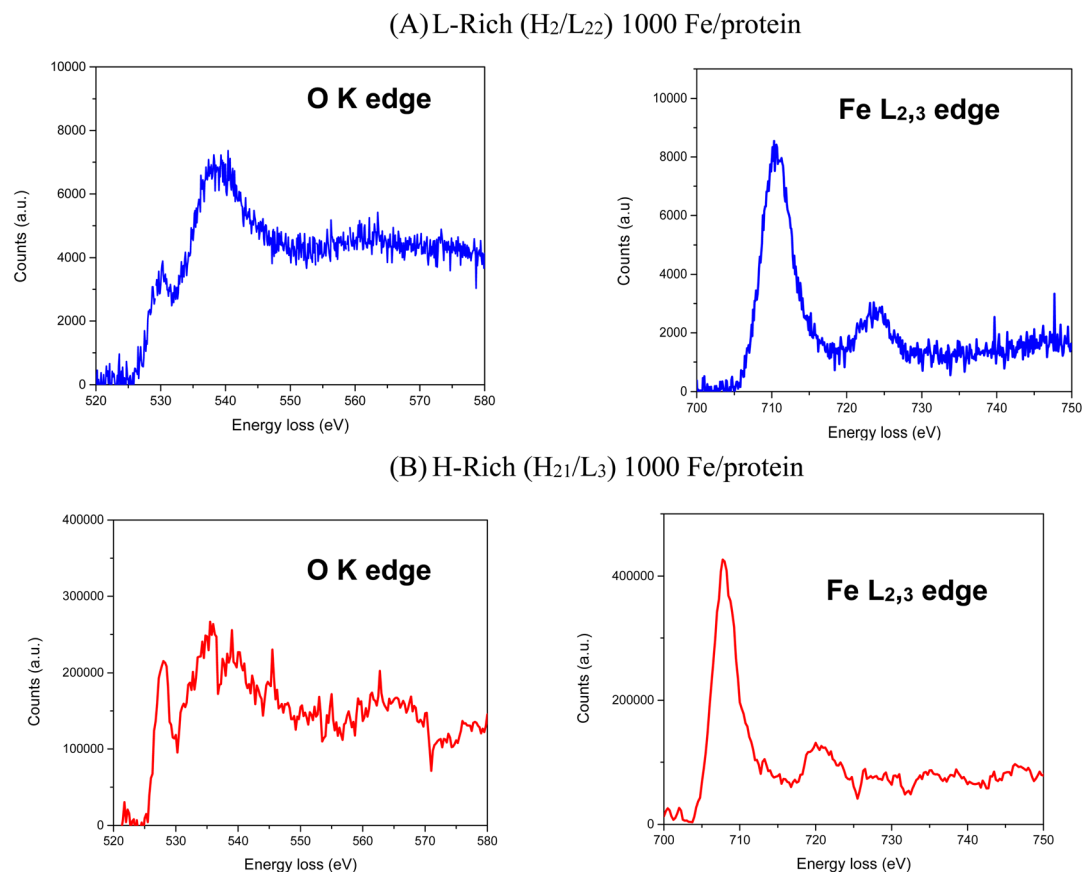 (A) L-Rich (H2/L22) 1000 Fe/protein
O K edge
Counts (a.u.)
10000
8000
6000
4000
2000
0
520 530 540 550 560 570 580
Energy loss (eV)
Fe L2,3 edge
Counts (a.u)
10000
8000
6000
4000
2000
0
700 710 720 730 740 750
Energy loss (eV)
(B) H-Rich (H21/L3) 1000 Fe/protein
O K edge
Counts (a.u.)
400000
300000
200000
100000
0
520 530 540 550 560 570 580
Energy loss (eV)
Fe L2,3 edge
Counts (a.u.)
400000
200000
0
700 710 720 730 740 750
Energy loss (eV)